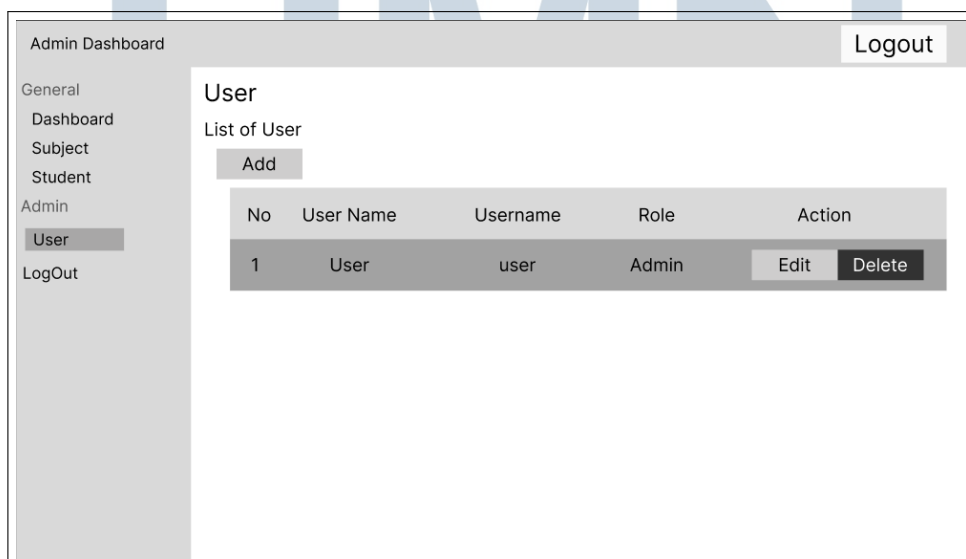 Admin Dashboard Logout
General
Dashboard
Subject
Student
Admin
User
LogOut
User
List of User
Add
No User Name Username Role Action
1 User user Admin Edit Delete